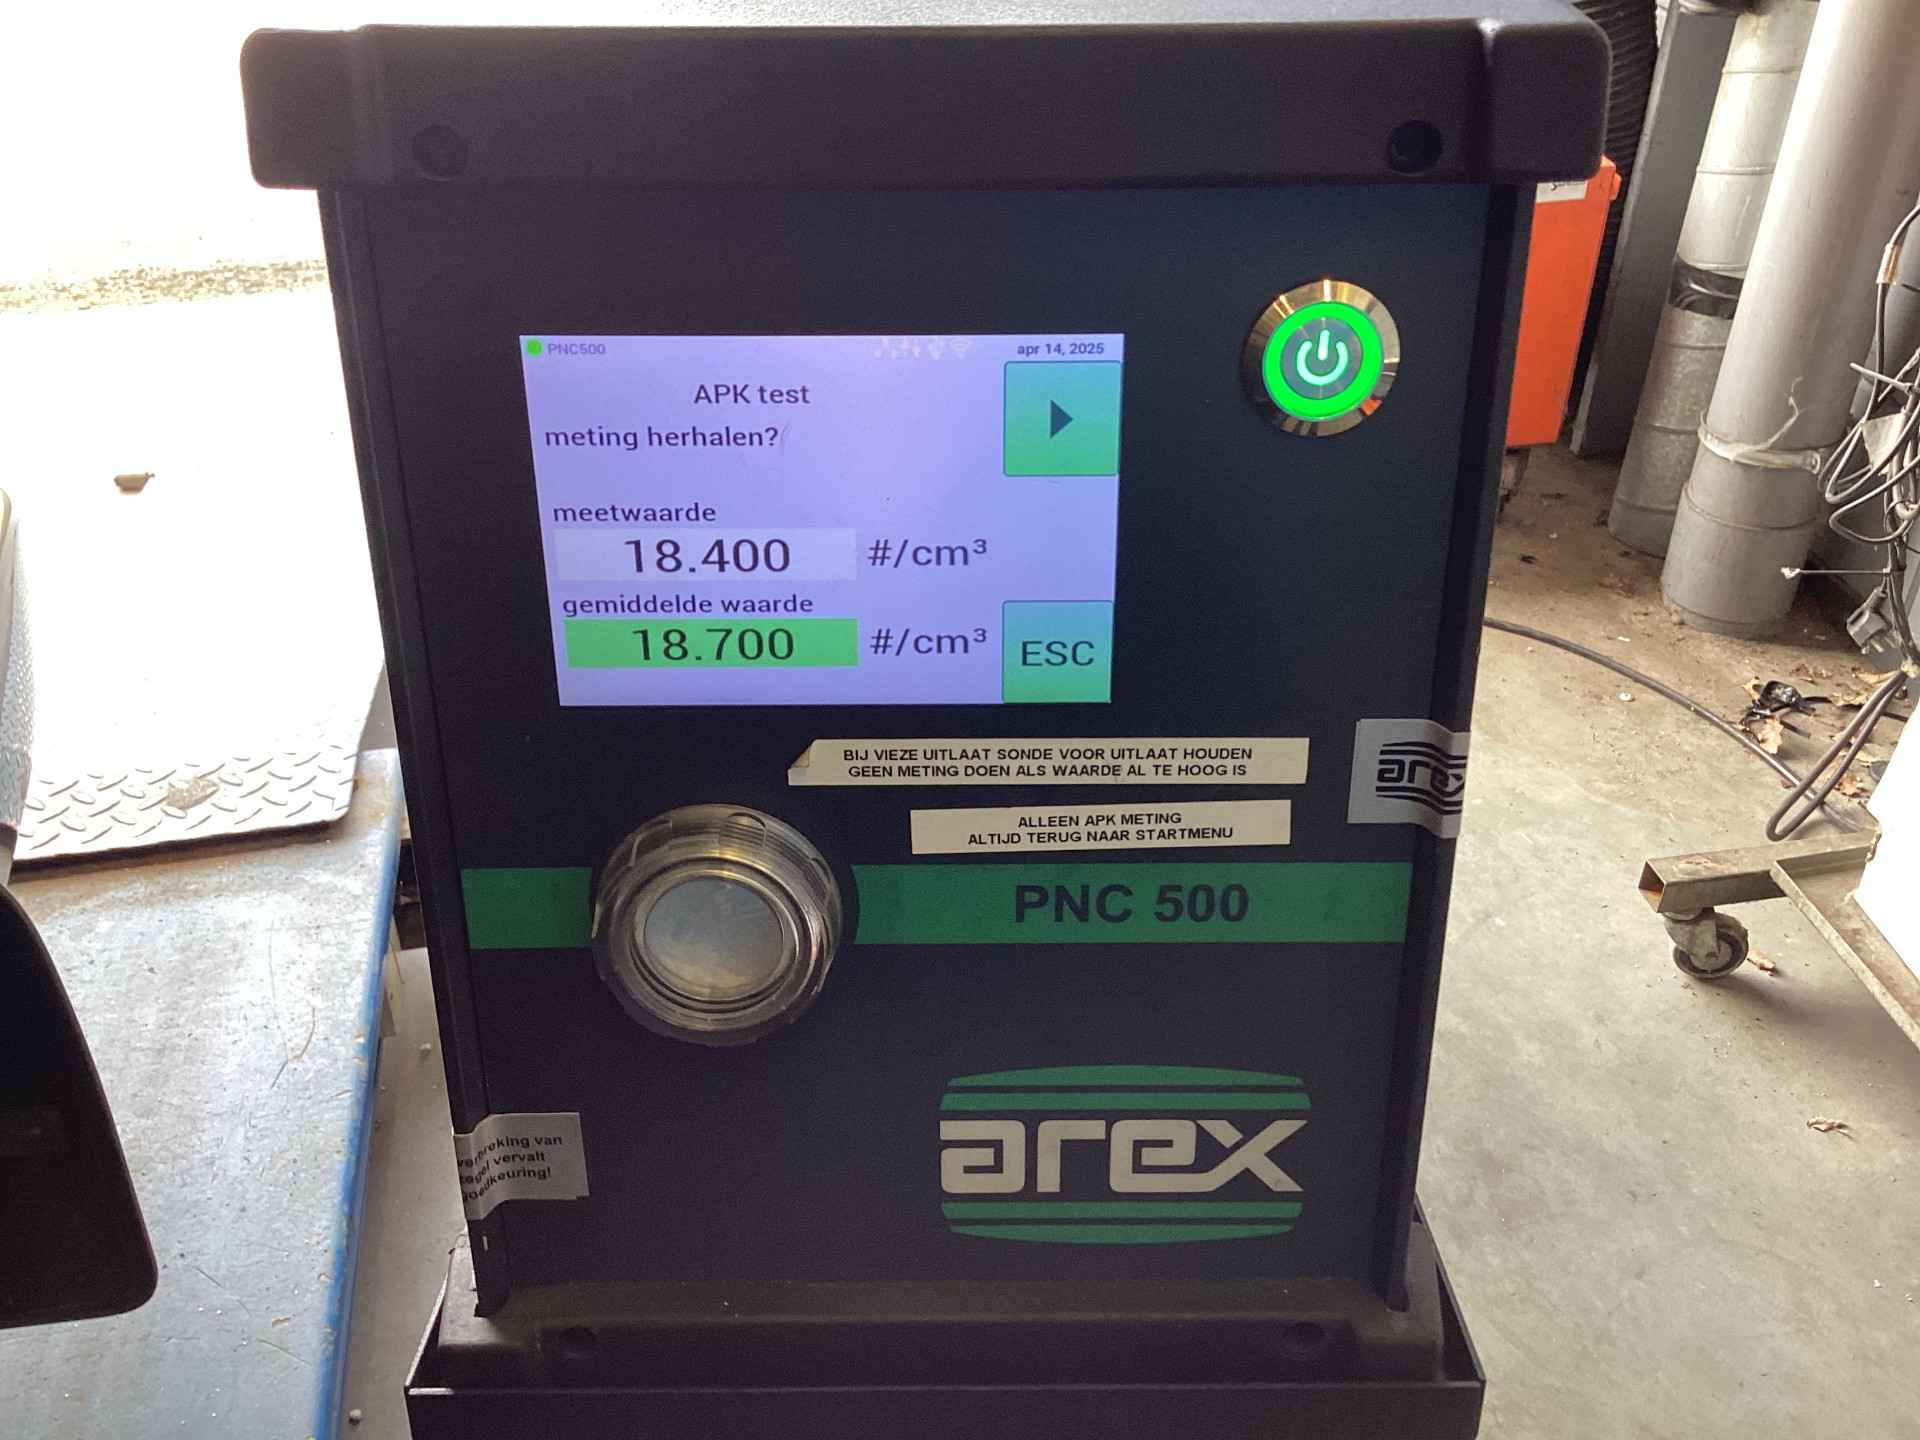 PNC500
apr 14, 2025
APK test
meting herhalen?
meetwaarde
18.400 #/cm³
gemiddelde waarde
18.700 #/cm³
ESC
BIJ VIEZE UITLAAT SONDE VOOR UITLAAT HOUDEN
GEEN METING DOEN ALS WAARDE AL TE HOOG IS
arex
ALLEEN APK METING
ALTIJD TERUG NAAR STARTMENU
PNC 500
arex
van
vervalt